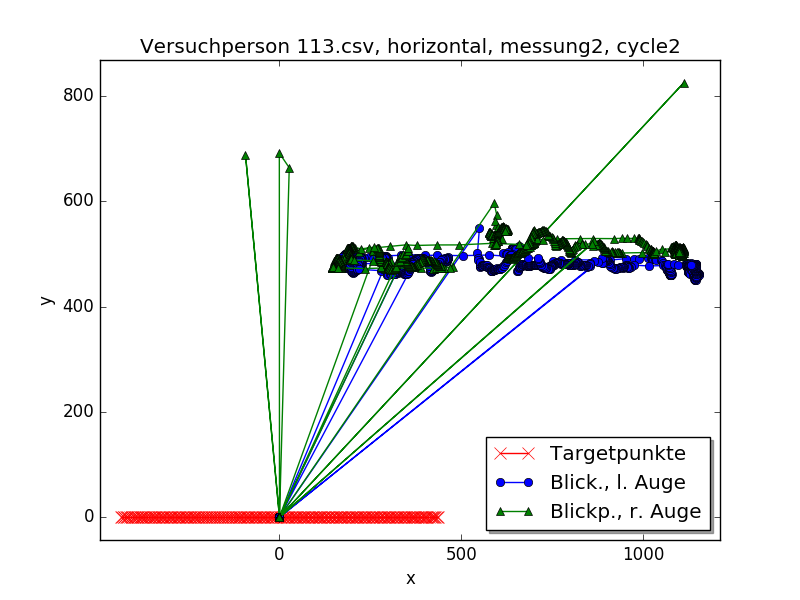 Versuchperson 113.csv, horizontal, messung2, cycle2
800
600
400
200
0
y
0 500 1000
x
Targetpunkte
Blick., l. Auge
Blickp., r. Auge